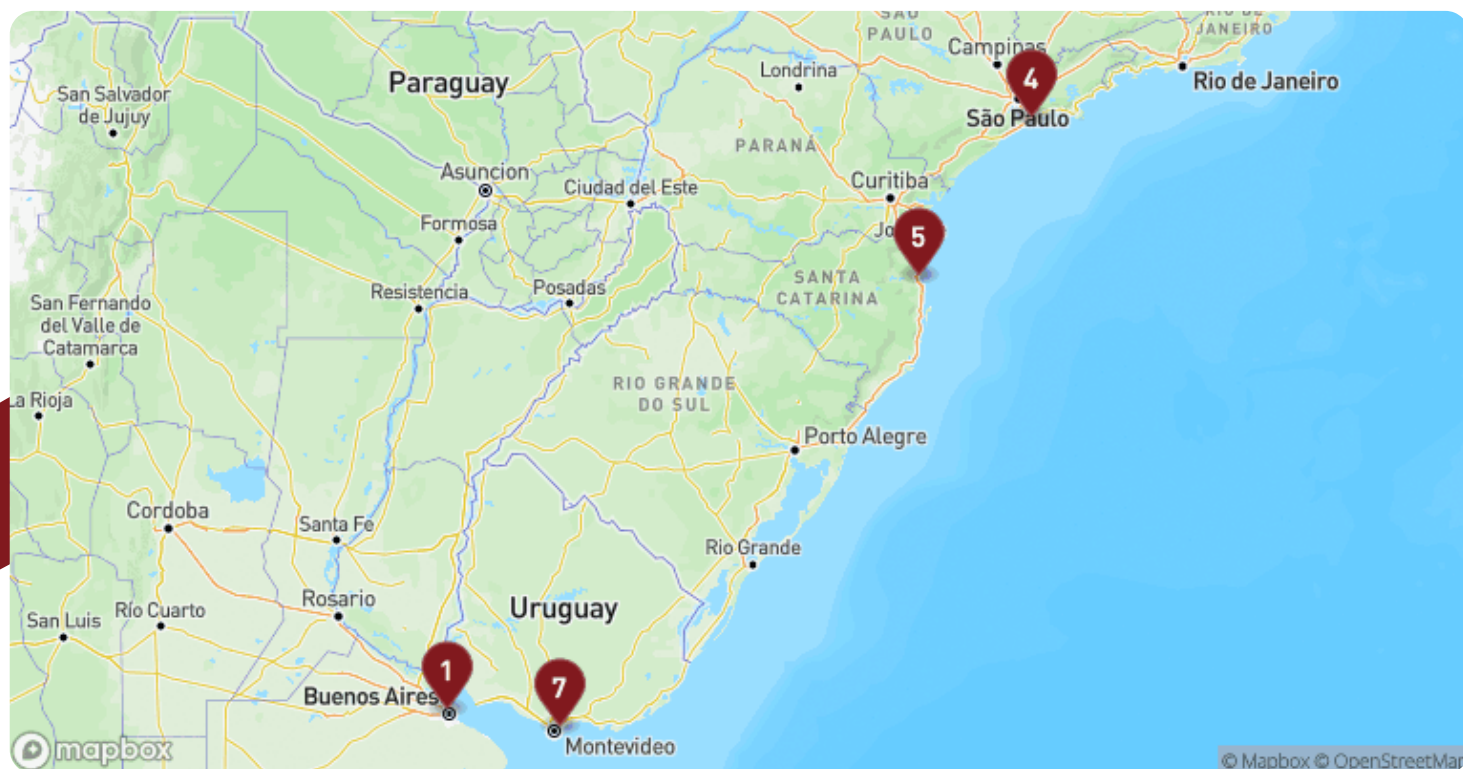 SÃO
PAULO
RIO DE
JANEIRO
Campinas
Londrina
4
Rio de Janeiro
Paraguay
San Salvador
de Jujuy
São Paulo
PARANÁ
Asuncion
Ciudad del Este
Curitiba
Formosa
5
SANTA
CATARINA
Resistencia
Posadas
San Fernando
del Valle de
Catamarca
RIO GRANDE
DO SUL
La Rioja
Porto Alegre
Cordoba
Santa Fe
Rio Grande
Rosario
Río Cuarto
Uruguay
San Luis
1
Buenos Aires
7
Montevideo
mapbox
© Mapbox © OpenStreetMap